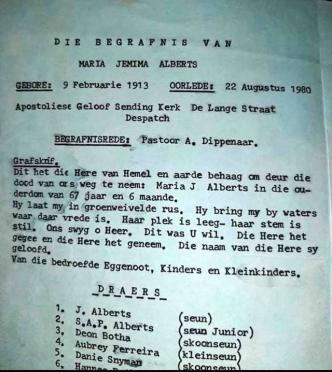 DIE BEGRAFNIS VAN
MARIA JEMIMA ALBERTS
GEBORE: 9 Februarie 1913 OORLEDE: 22 Augustus 1980
Apostoliese Geloof Sending Kerk De Lange Straat
Despatch
BEGRAFNISREDE: Pastoor A. Dippenaar.
Grafskrif.
Dit het die Here van Hemel en aarde behaag om deur die
dood van ons weg te neem: Maria J. Alberts in die ou-
derdom van 67 jaar en 6 maande.
Hy laat my in groenweivelde rus. Hy bring my by waters
waar daar vrede is. Haar plek is leeg- haar stem is
stil. Ons swyg o Heer. Dit was U wil. Die Here het
gegee en die Here het geneem. Die naam van die Here sy
geloofd.
Van die bedroefde Eggenoot, Kinders en Kleinkinders.
DRAERS
1. J. Alberts (seun)
2. S.A.P. Alberts (seun Junior)
3. Deon Botha (skoonseun)
4. Aubrey Ferreira (kleinseun)
5. Danie Snyman (skoonseun
6.